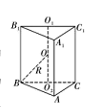 B₁ O₁ C₁
A₁
O
R
B O₂ C
A